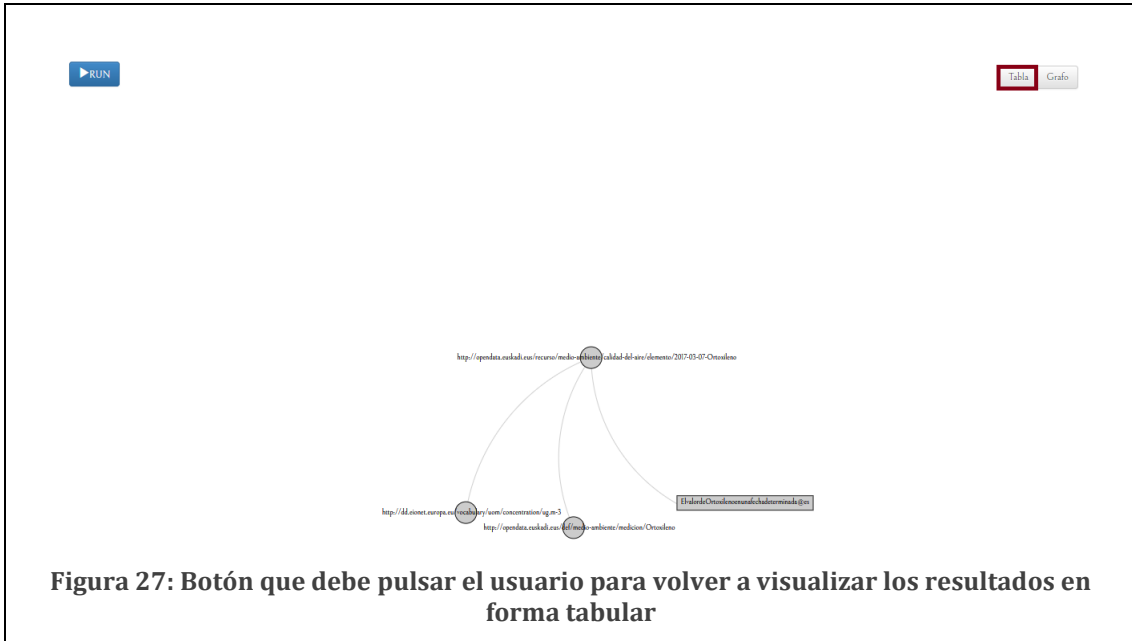 RUN
Tabla Grafo
http://opendata.euskadi.eus/recurso/medio-ambiente/calidad-del-aire/elemento/2017-03-07-Ortoxileno
El-valordeOrtoxilenoenunafechadeterminada@es
http://dd.eionet.europa.eu/vocabulary/uom/concentration/ug.m-3
http://opendata.euskadi.eus/def/medio-ambiente/medicion/Ortoxileno
Figura 27: Botón que debe pulsar el usuario para volver a visualizar los resultados en
forma tabular